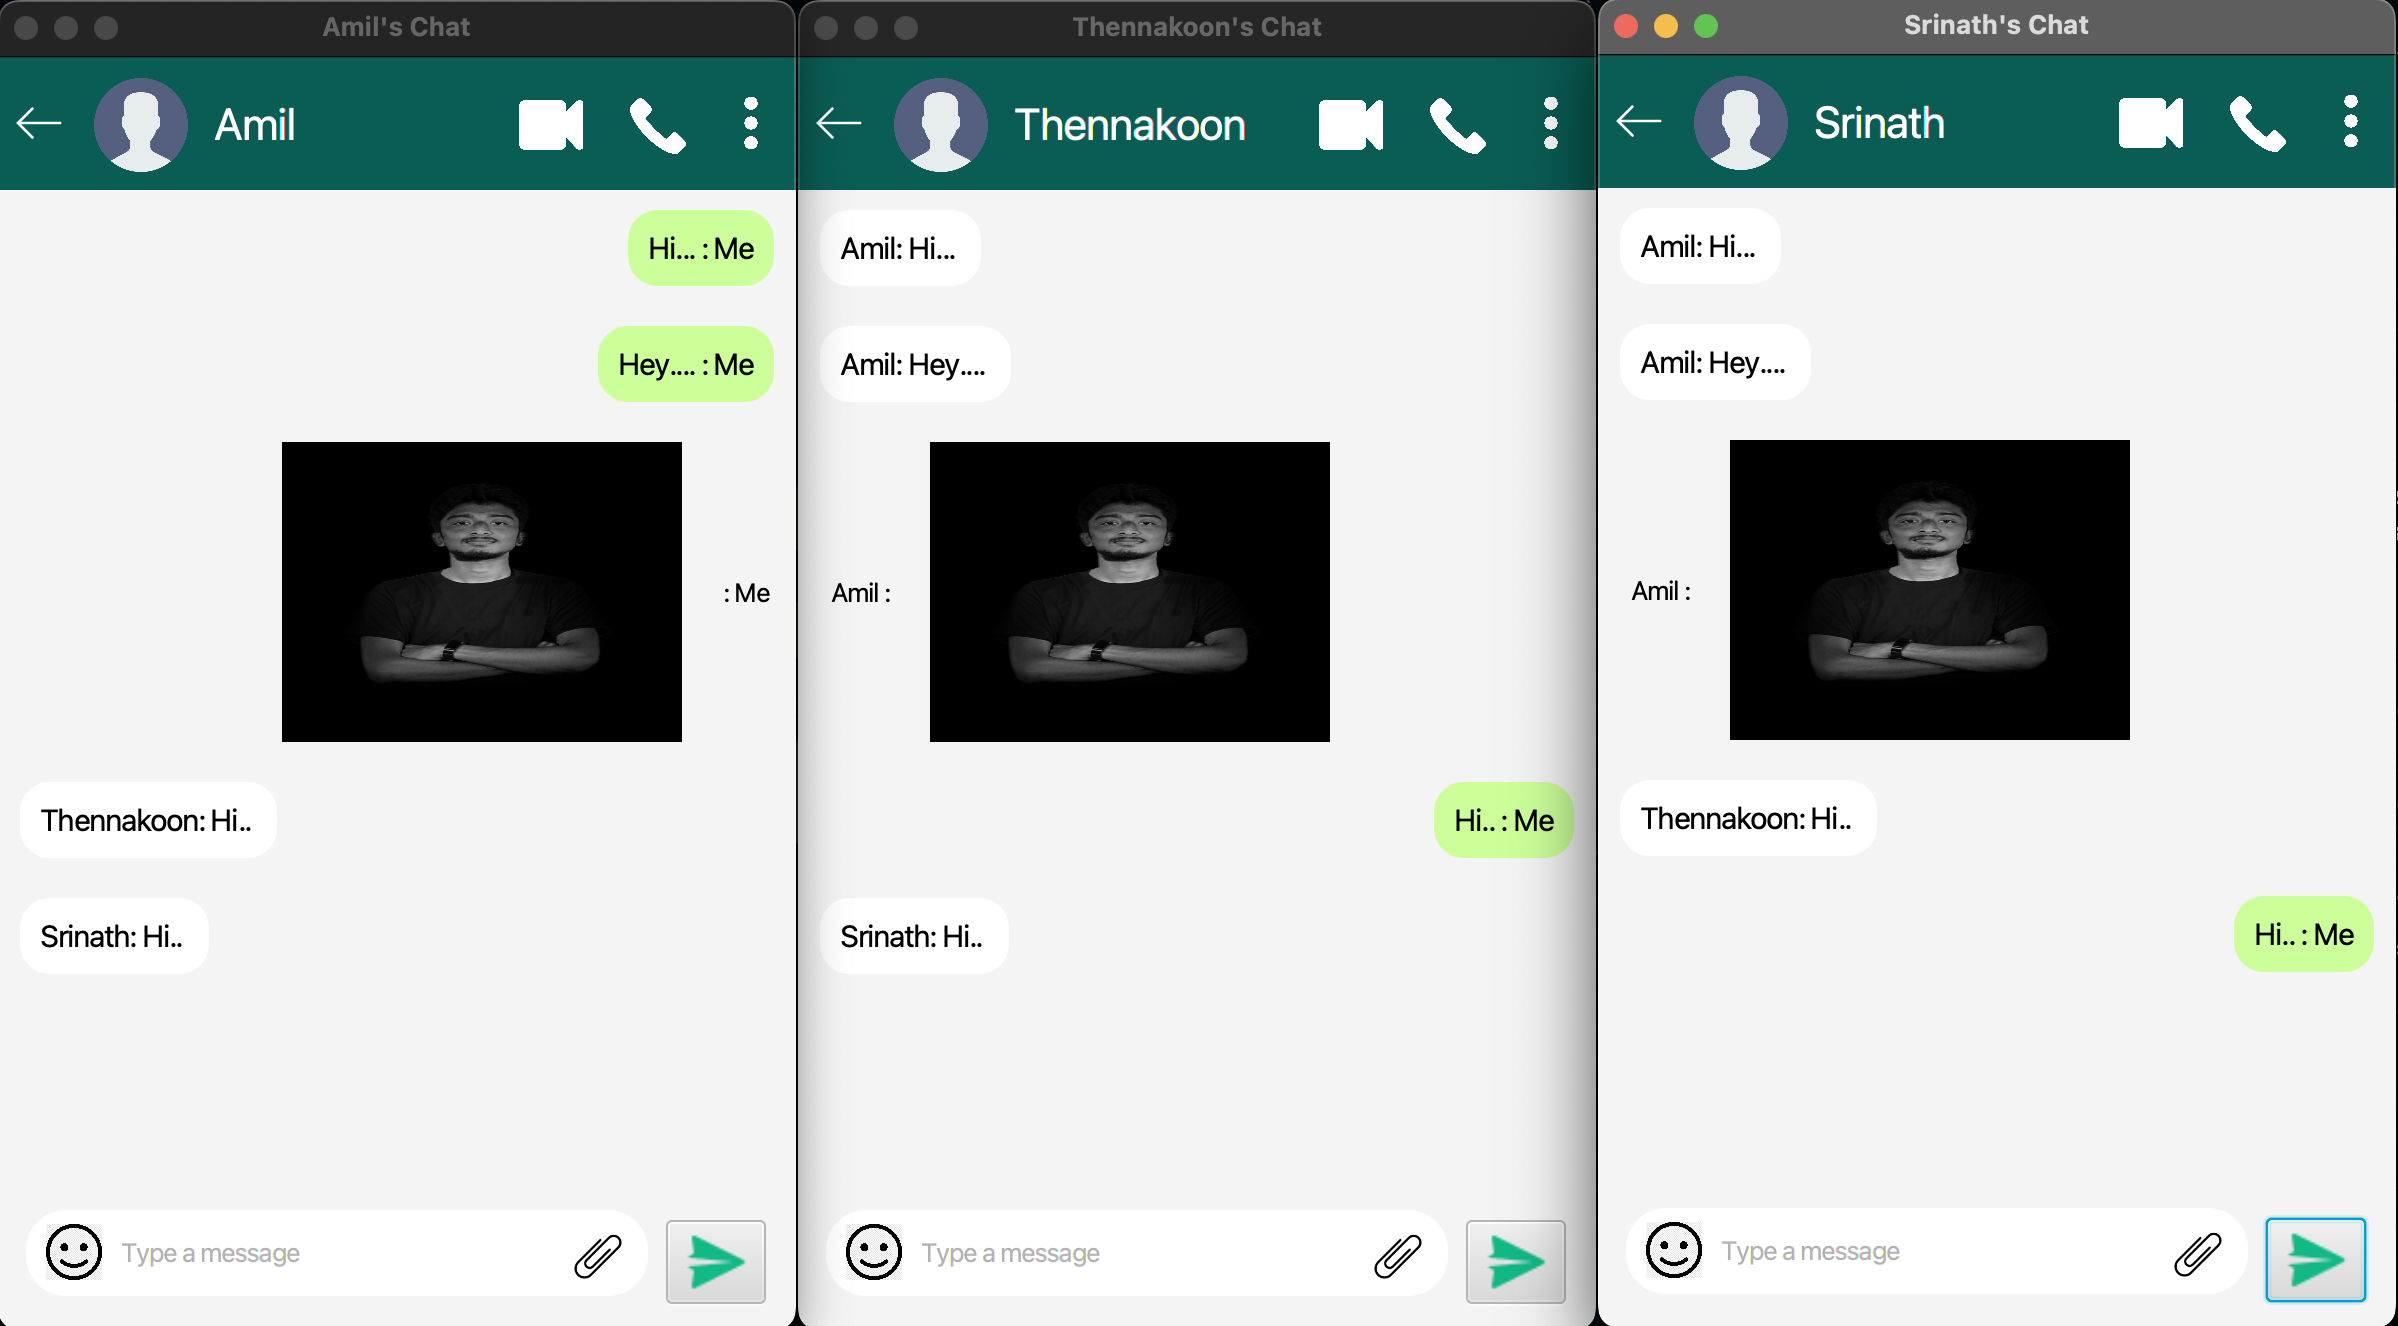 Amil's Chat
Amil
Hi... : Me
Hey.... : Me
: Me
Thennakoon: Hi..
Srinath: Hi..
Type a message
Thennakoon's Chat
Thennakoon
Amil: Hi...
Amil: Hey....
Amil :
Hi.. : Me
Srinath: Hi..
Type a message
Srinath's Chat
Srinath
Amil: Hi...
Amil: Hey....
Amil :
Thennakoon: Hi..
Hi.. : Me
Type a message